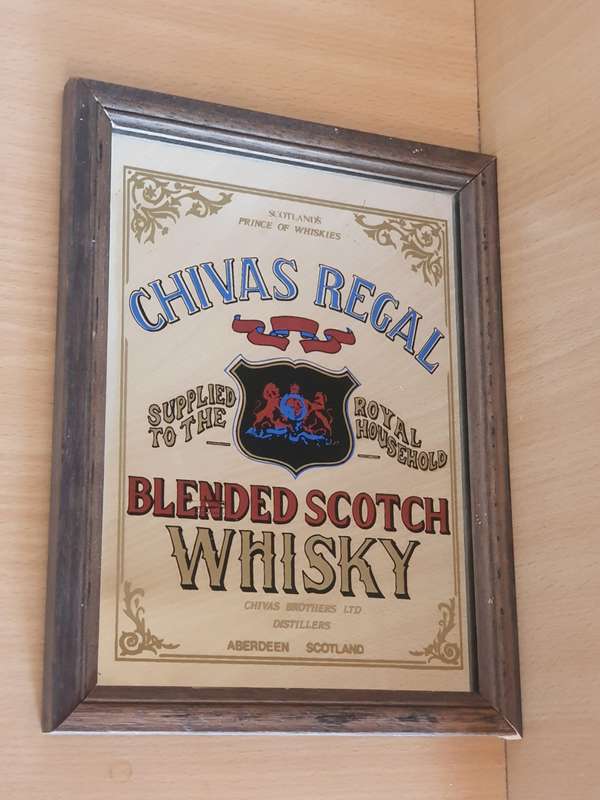 SCOTLAND'S
PRINCE OF WHISKIES
CHIVAS REGAL
SUPPLIED
TO THE
ROYAL
HOUSEHOLD
BLENDED SCOTCH
WHISKY
CHIVAS BROTHERS LTD
DISTILLERS
ABERDEEN SCOTLAND